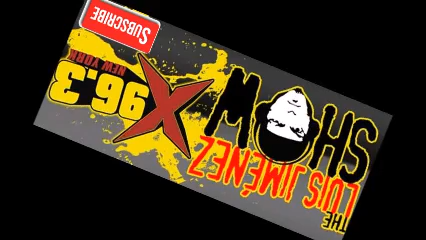 THE
LUIS JIMÉNEZ
SHOW
X
96.3
NEW YORK
SUBSCRIBE